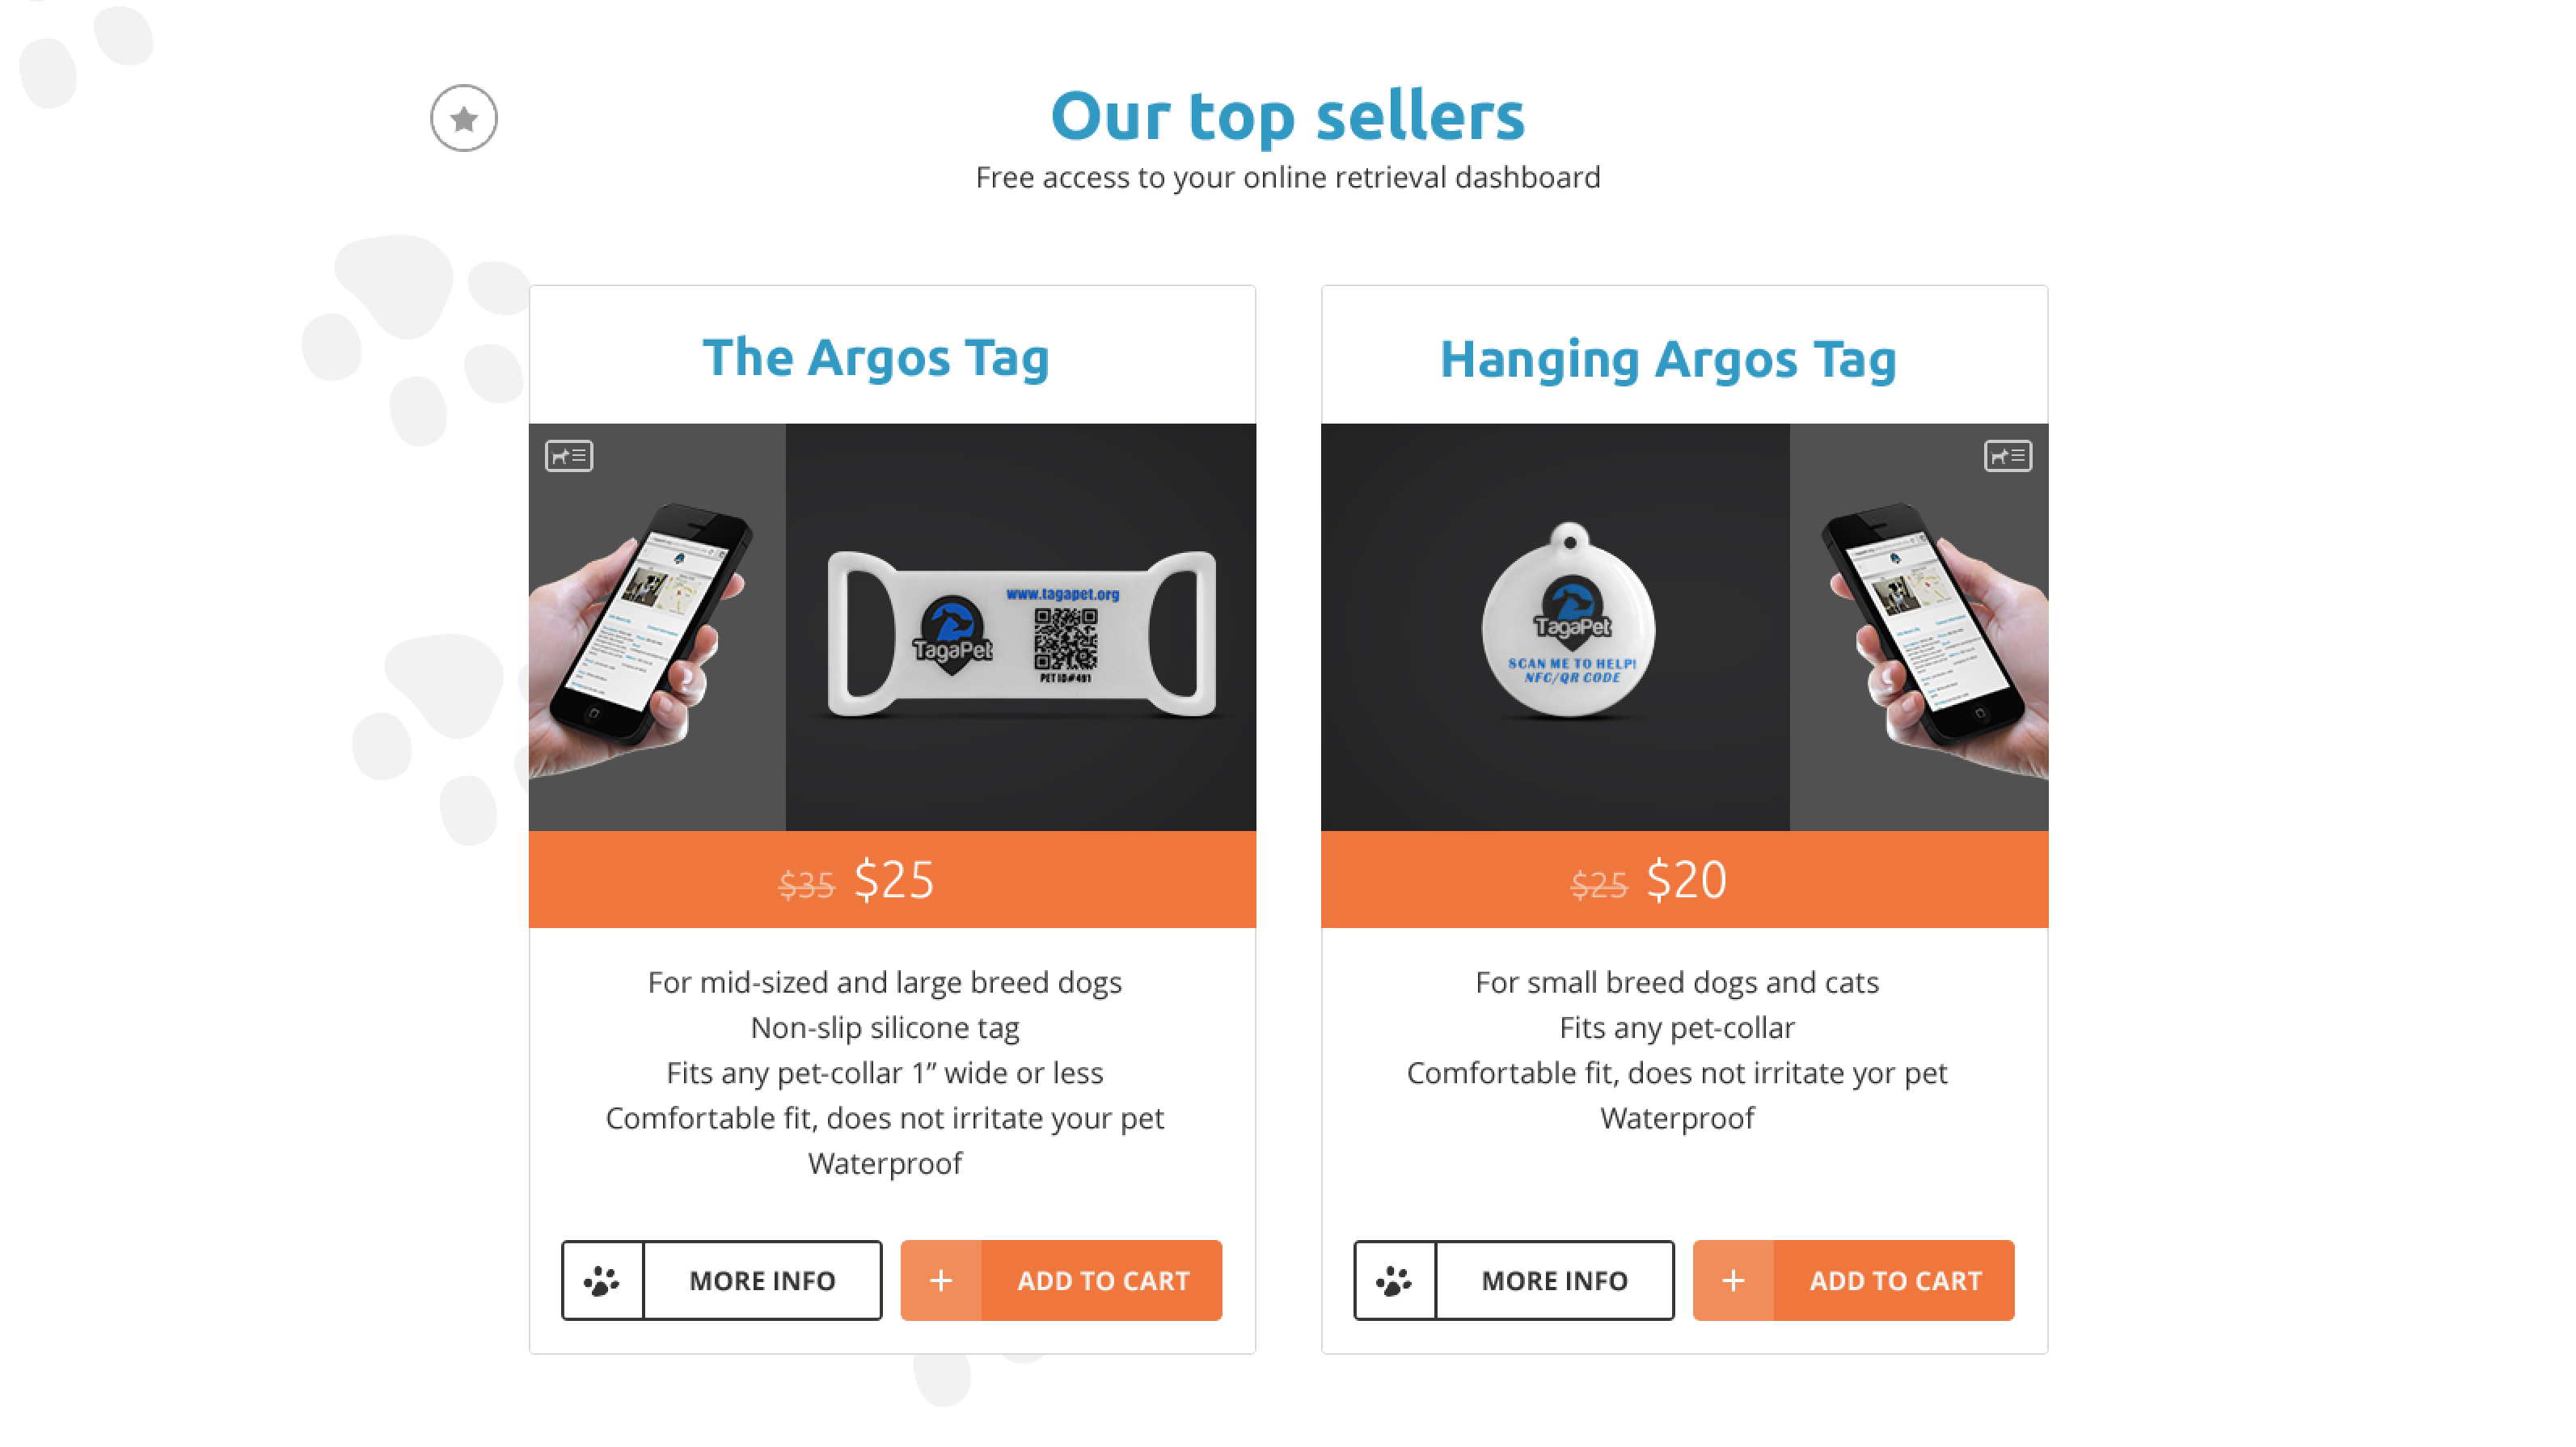 Our top sellers
Free access to your online retrieval dashboard
The Argos Tag
TagaPet
www.tagapet.org
PET ID#491
$35 $25
For mid-sized and large breed dogs
Non-slip silicone tag
Fits any pet-collar 1” wide or less
Comfortable fit, does not irritate your pet
Waterproof
MORE INFO
+ ADD TO CART
Hanging Argos Tag
TagaPet
SCAN ME TO HELP!
NFC/QR CODE
$25 $20
For small breed dogs and cats
Fits any pet-collar
Comfortable fit, does not irritate yor pet
Waterproof
MORE INFO
+ ADD TO CART